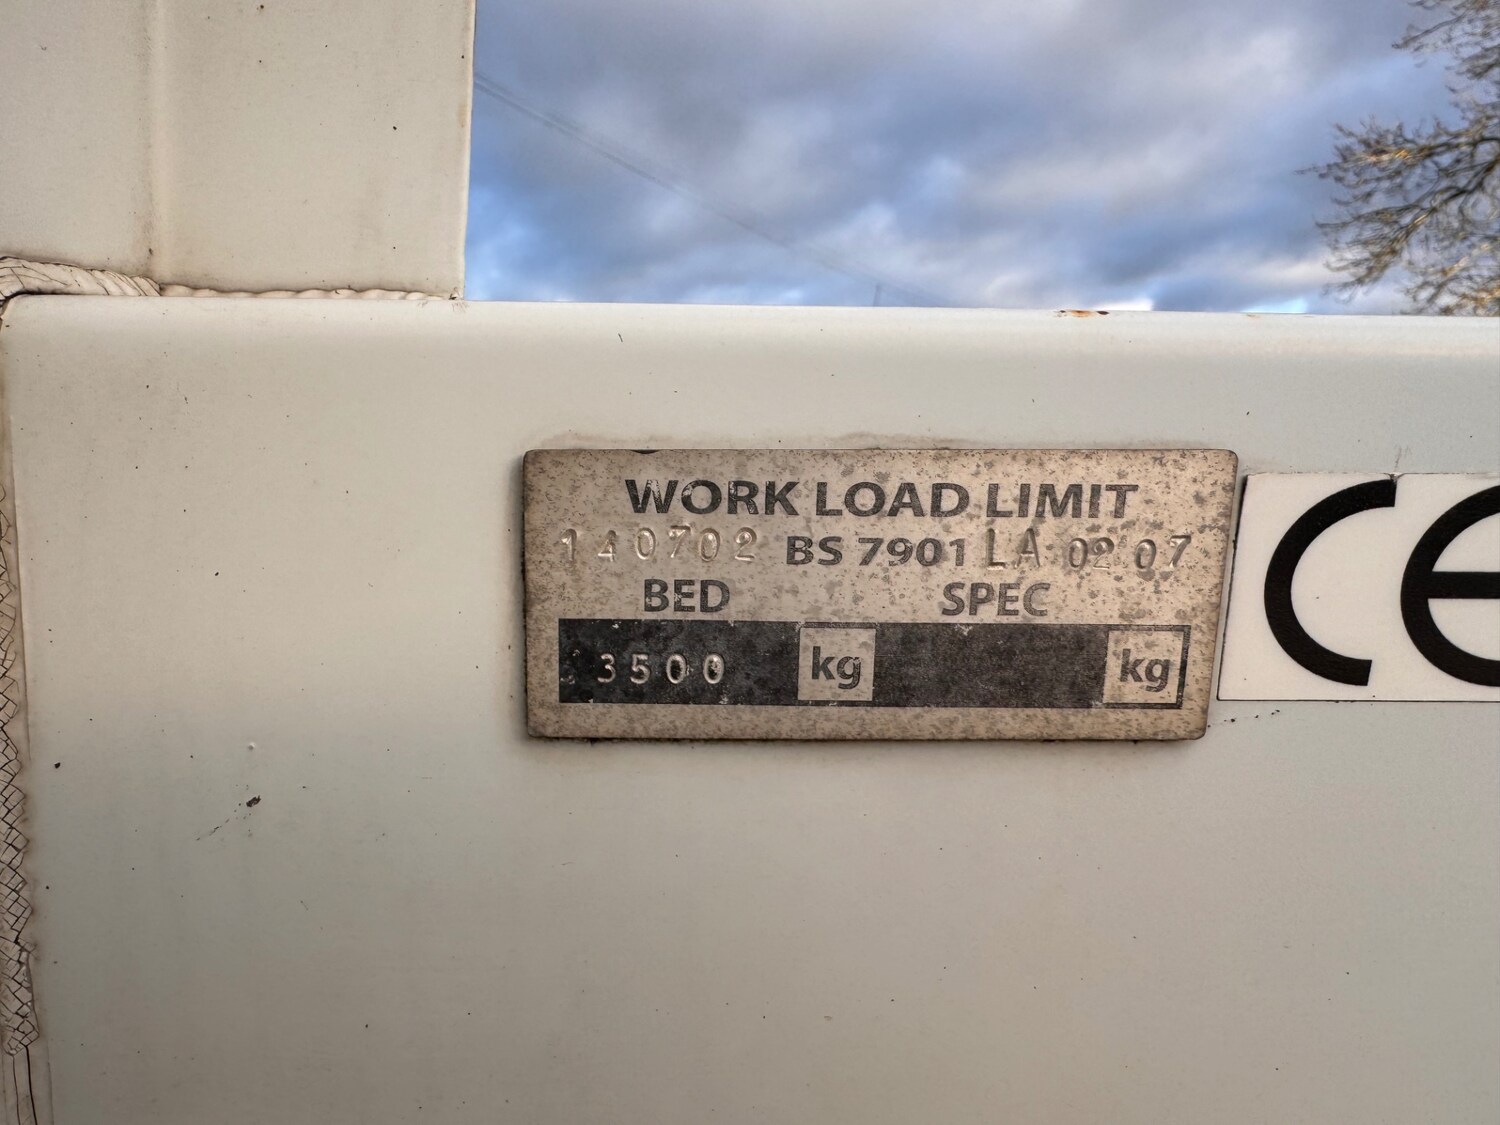 WORK LOAD LIMIT
140702 BS 7901 LA 02 07
BED SPEC
3500 kg kg
CE